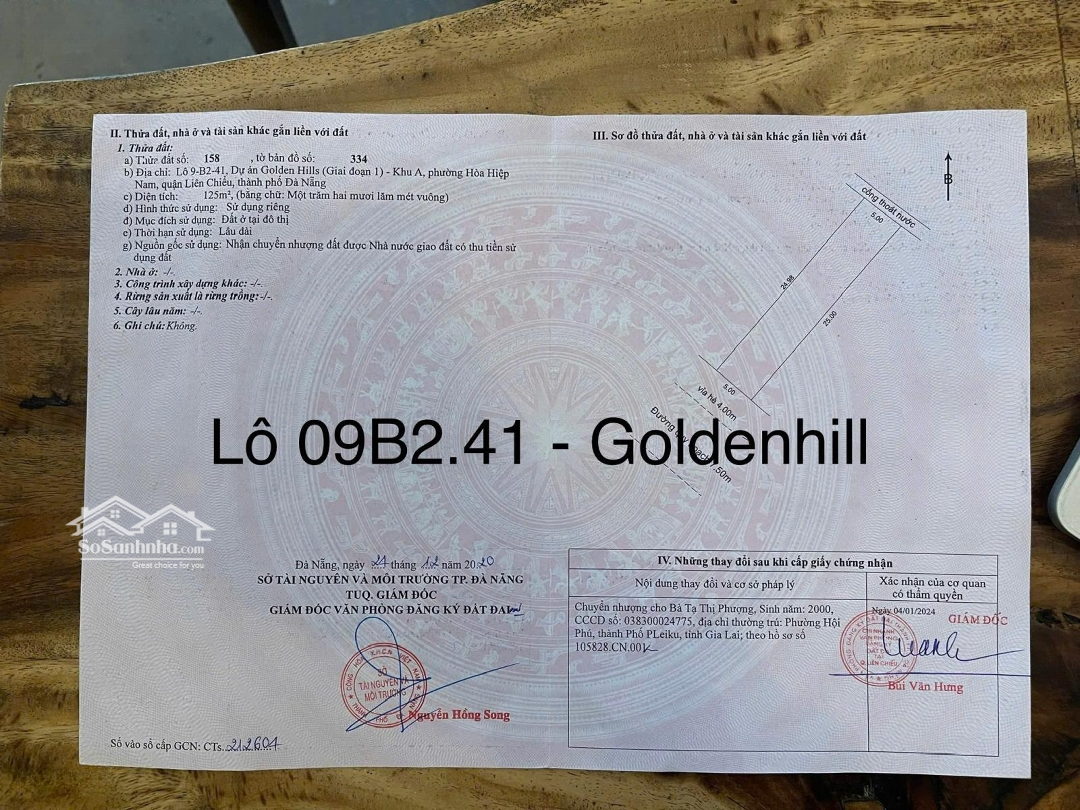 II. Thửa đất, nhà ở và tài sản khác gắn liền với đất
1. Thửa đất:
a) Thửa đất số: 158 , tờ bản đồ số: 334
b) Địa chỉ: Lô 9-B2-41, Dự án Golden Hills (Giai đoạn 1) - Khu A, phường Hòa Hiệp
Nam, quận Liên Chiểu, thành phố Đà Nẵng
c) Diện tích: 125m², (bằng chữ: Một trăm hai mươi lăm mét vuông)
d) Hình thức sử dụng: Sử dụng riêng
đ) Mục đích sử dụng: Đất ở tại đô thị
e) Thời hạn sử dụng: Lâu dài
g) Nguồn gốc sử dụng: Nhận chuyển nhượng đất được Nhà nước giao đất có thu tiền sử
dụng đất
2. Nhà ở: -/-.
3. Công trình xây dựng khác: -/-.
4. Rừng sản xuất là rừng trồng: -/-.
5. Cây lâu năm: -/-.
6. Ghi chú: Không.
III. Sơ đồ thửa đất, nhà ở và tài sản khác gắn liền với đất
B
cống thoát nước
5.00
24.98
25.00
5.00
vỉa hè 4.00m
Đường .50m
Lô 09B2.41 - Goldenhill
SoSanhnha.com
Great choice for you
Đà Nẵng, ngày 21 tháng 12 năm 2020
SỞ TÀI NGUYÊN VÀ MÔI TRƯỜNG TP. ĐÀ NẴNG
TUQ. GIÁM ĐỐC
GIÁM ĐỐC VĂN PHÒNG ĐĂNG KÝ ĐẤT ĐAI
SỞ
TÀI NGUYÊN VÀ
MÔI TRƯỜNG
Nguyễn Hồng Song
Số vào sổ cấp GCN: CTs. 212604
IV. Những thay đổi sau khi cấp giấy chứng nhận
Nội dung thay đổi và cơ sở pháp lý
Xác nhận của cơ quan
có thẩm quyền
Chuyển nhượng cho Bà Tạ Thị Phượng, Sinh năm: 2000,
CCCD số: 038300024775, địa chỉ thường trú: Phường Hội
Phú, thành Phố PLeiku, tỉnh Gia Lai; theo hồ sơ số
105828.CN.001
Ngày 04/01/2024
GIÁM ĐỐC
Bùi Văn Hưng